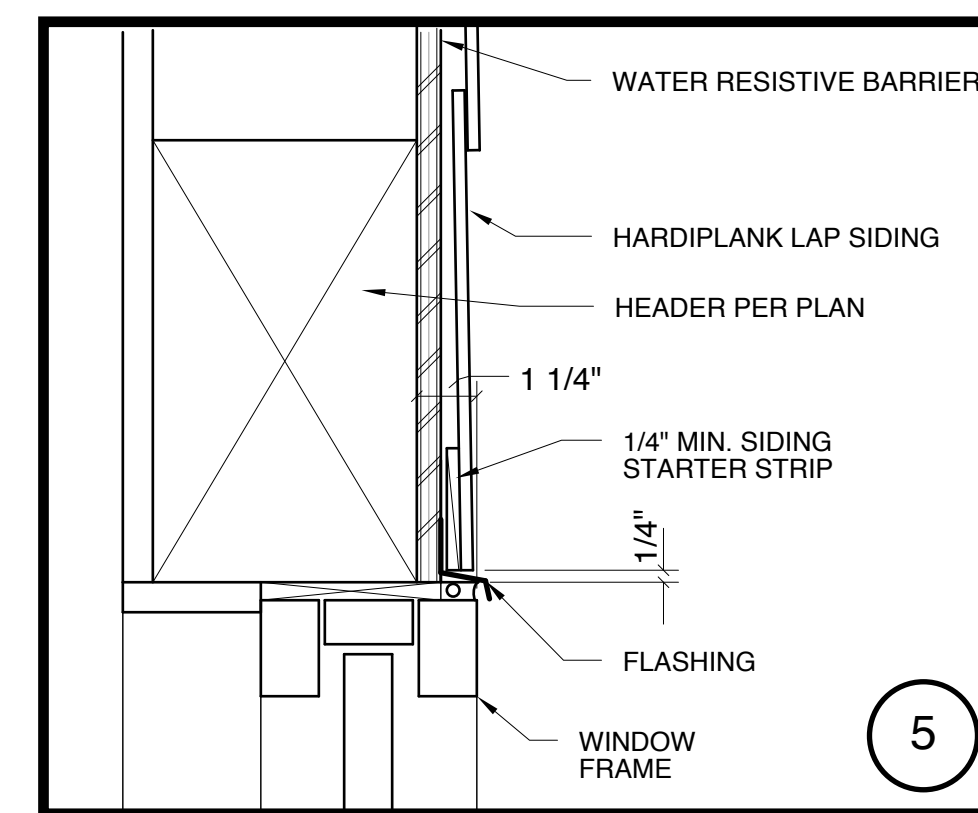 WATER RESISTIVE BARRIER
HARDIPLANK LAP SIDING
HEADER PER PLAN
1 1/4"
1/4" MIN. SIDING
STARTER STRIP
1/4"
FLASHING
WINDOW
FRAME
5